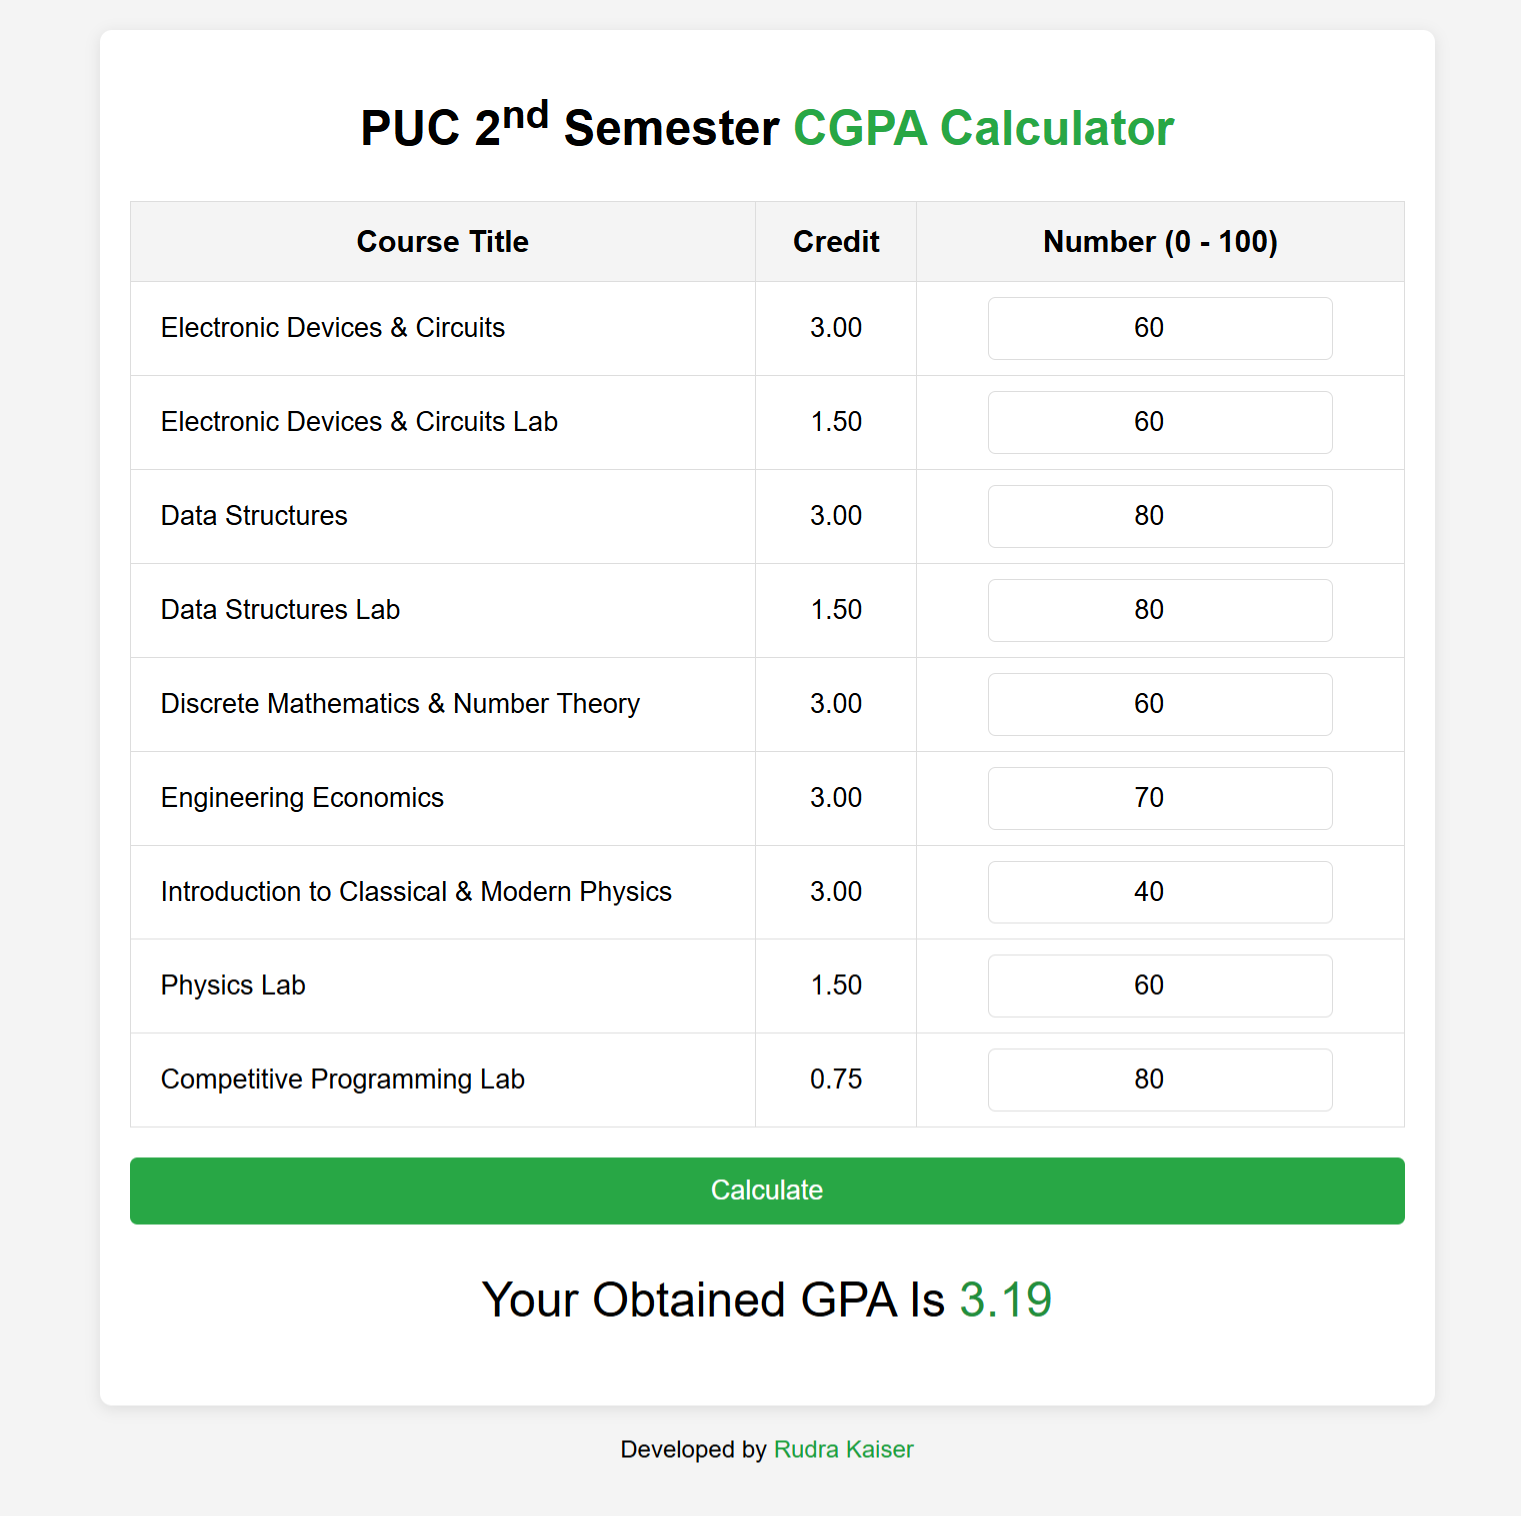 PUC 2nd Semester CGPA Calculator
Course Title Credit Number (0 - 100)
Electronic Devices & Circuits 3.00 60
Electronic Devices & Circuits Lab 1.50 60
Data Structures 3.00 80
Data Structures Lab 1.50 80
Discrete Mathematics & Number Theory 3.00 60
Engineering Economics 3.00 70
Introduction to Classical & Modern Physics 3.00 40
Physics Lab 1.50 60
Competitive Programming Lab 0.75 80
Calculate
Your Obtained GPA Is 3.19
Developed by Rudra Kaiser